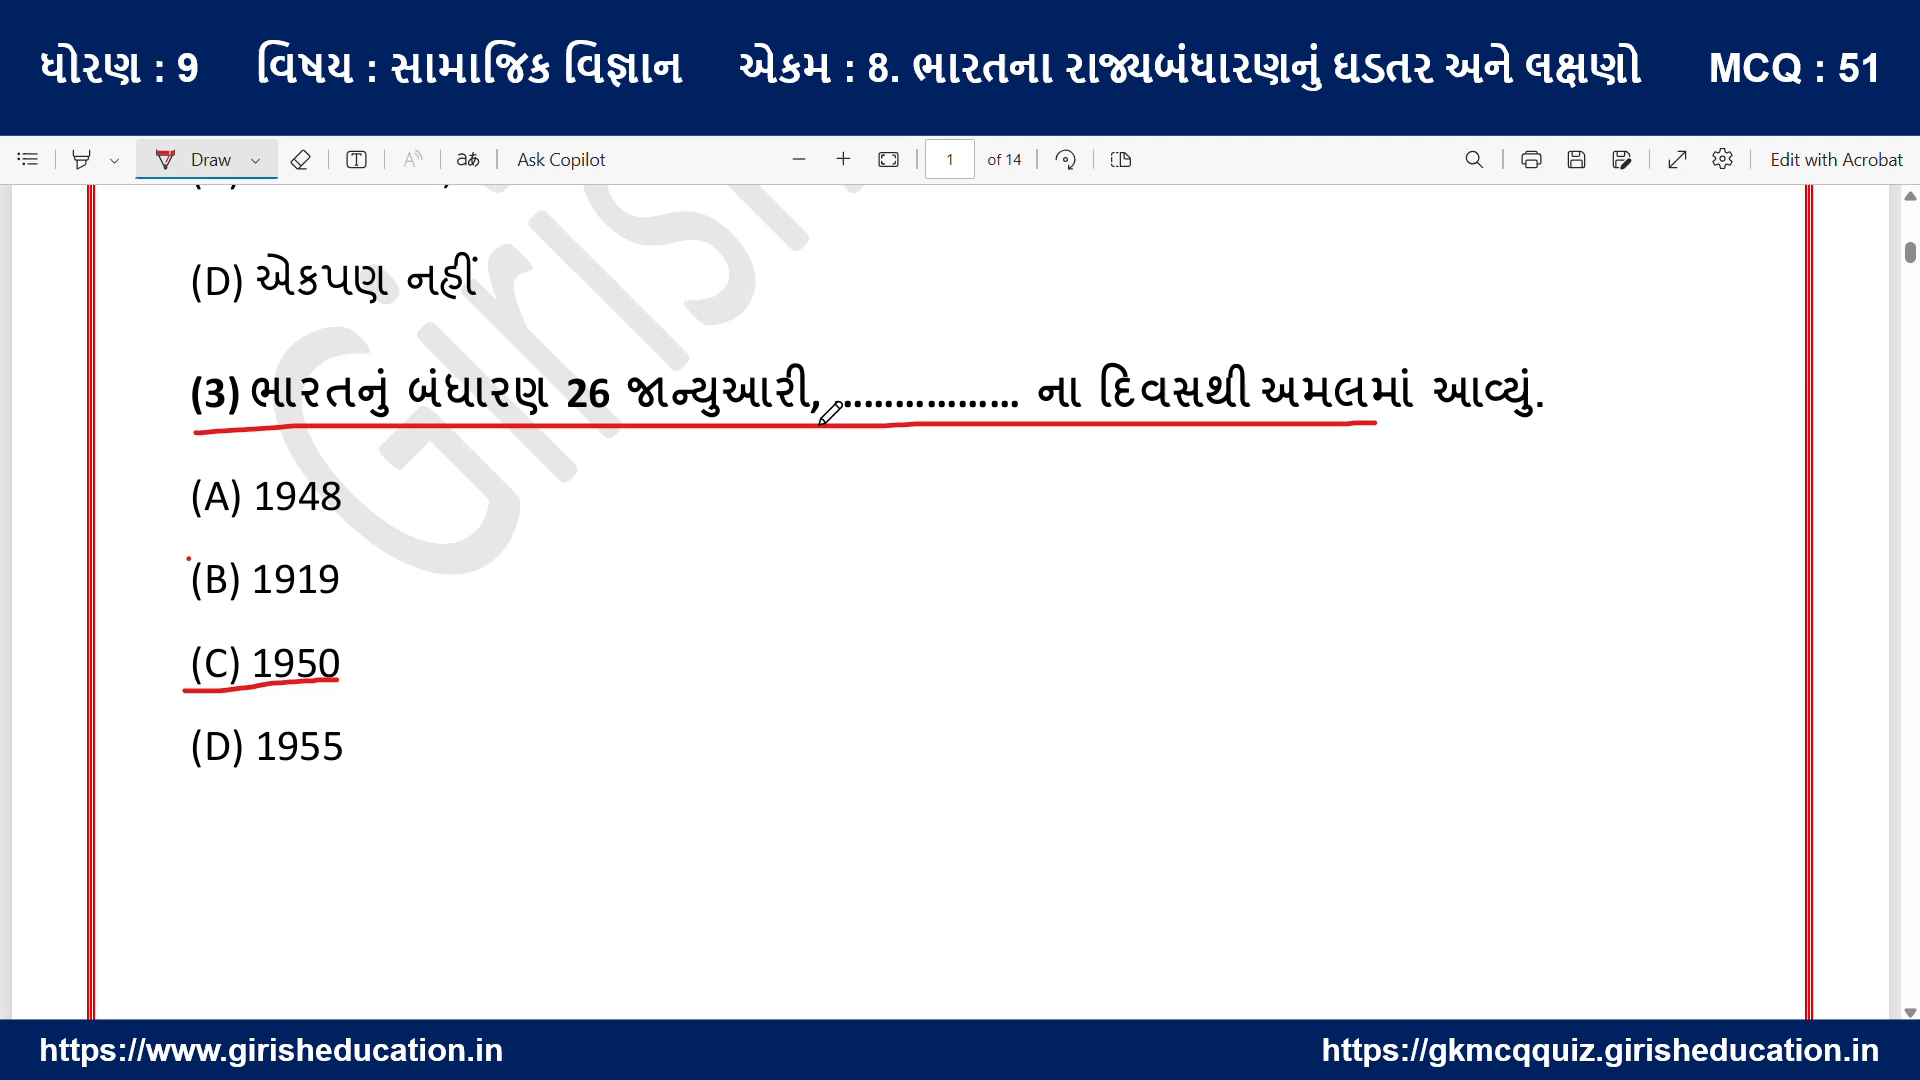 ધોરણ : 9 વિષય : સામાજિક વિજ્ઞાન એકમ : 8. ભારતના રાજ્યબંધારણનું ઘડતર અને લક્ષણો MCQ : 51
Draw Ask Copilot 1 of 14 Edit with Acrobat
(D) એકપણ નહીં
(3) ભારતનું બંધારણ 26 જાન્યુઆરી,.................. ના દિવસથી અમલમાં આવ્યું.
(A) 1948
(B) 1919
(C) 1950
(D) 1955
https://www.girisheducation.in https://gkmcqquiz.girisheducation.in